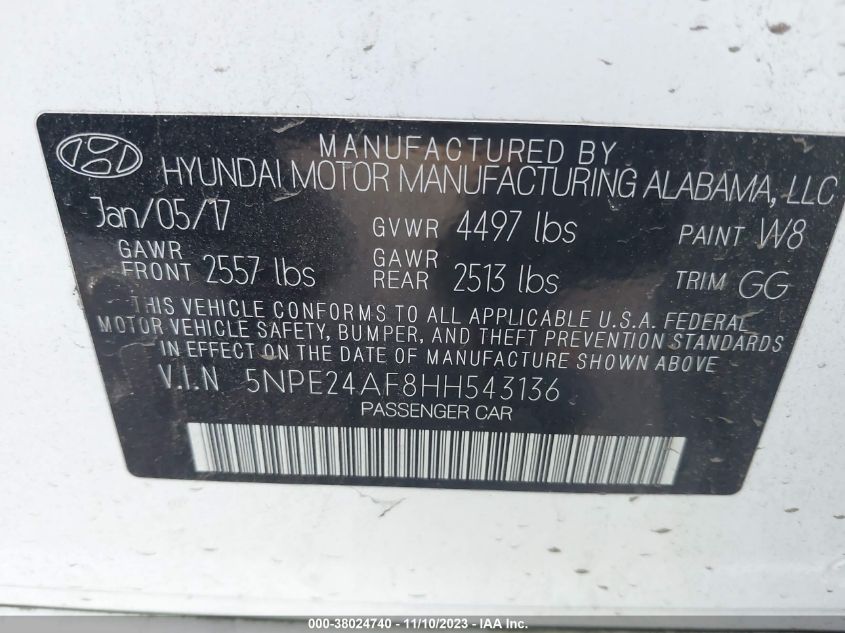 MANUFACTURED BY
HYUNDAI MOTOR MANUFACTURING ALABAMA, LLC
Jan/05/17 GVWR 4497 lbs PAINT W8
GAWR FRONT 2557 lbs GAWR REAR 2513 lbs TRIM GG
THIS VEHICLE CONFORMS TO ALL APPLICABLE U.S.A. FEDERAL
MOTOR VEHICLE SAFETY, BUMPER, AND THEFT PREVENTION STANDARDS
IN EFFECT ON THE DATE OF MANUFACTURE SHOWN ABOVE.
V.I.N 5NPE24AF8HH543136
PASSENGER CAR
000-38024740 - 11/10/2023 - IAA Inc.